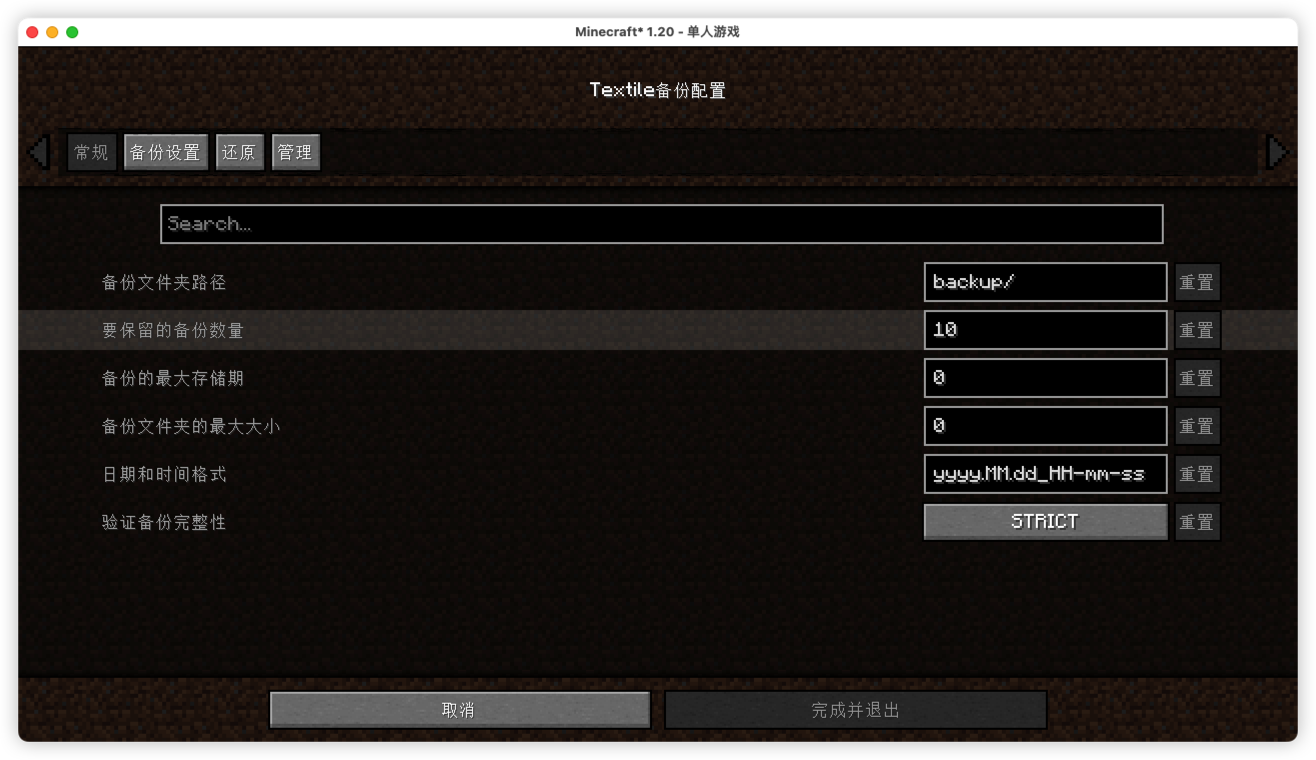 Minecraft* 1.20 - 单人游戏
Textile备份配置
常规 备份设置 还原 管理
Search...
备份文件夹路径 backup/ 重置
要保留的备份数量 10 重置
备份的最大存储期 0 重置
备份文件夹的最大大小 0 重置
日期和时间格式 yyyy.MM.dd_HH-mm-ss 重置
验证备份完整性 STRICT 重置
取消 完成并退出